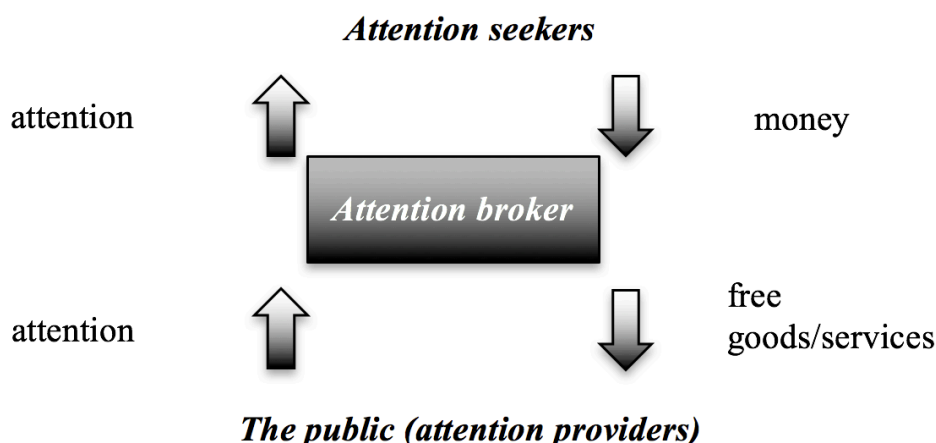 Attention seekers
attention
money
Attention broker
attention
free
goods/services
The public (attention providers)